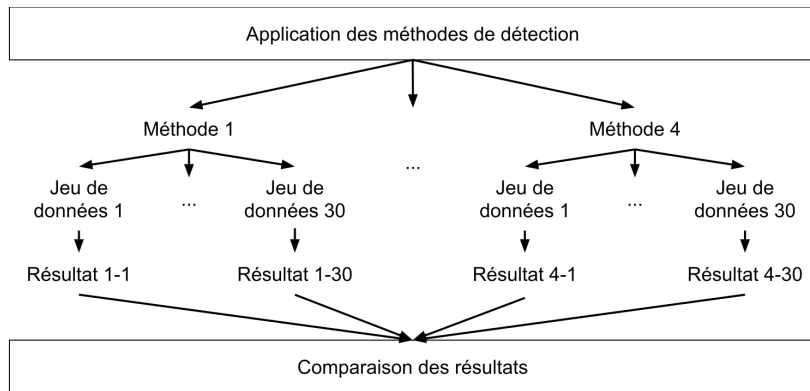 Application des méthodes de détection
Méthode 1
Méthode 4
...
Jeu de
données 1
...
Jeu de
données 30
Jeu de
données 1
...
Jeu de
données 30
Résultat 1-1
Résultat 1-30
Résultat 4-1
Résultat 4-30
Comparaison des résultats